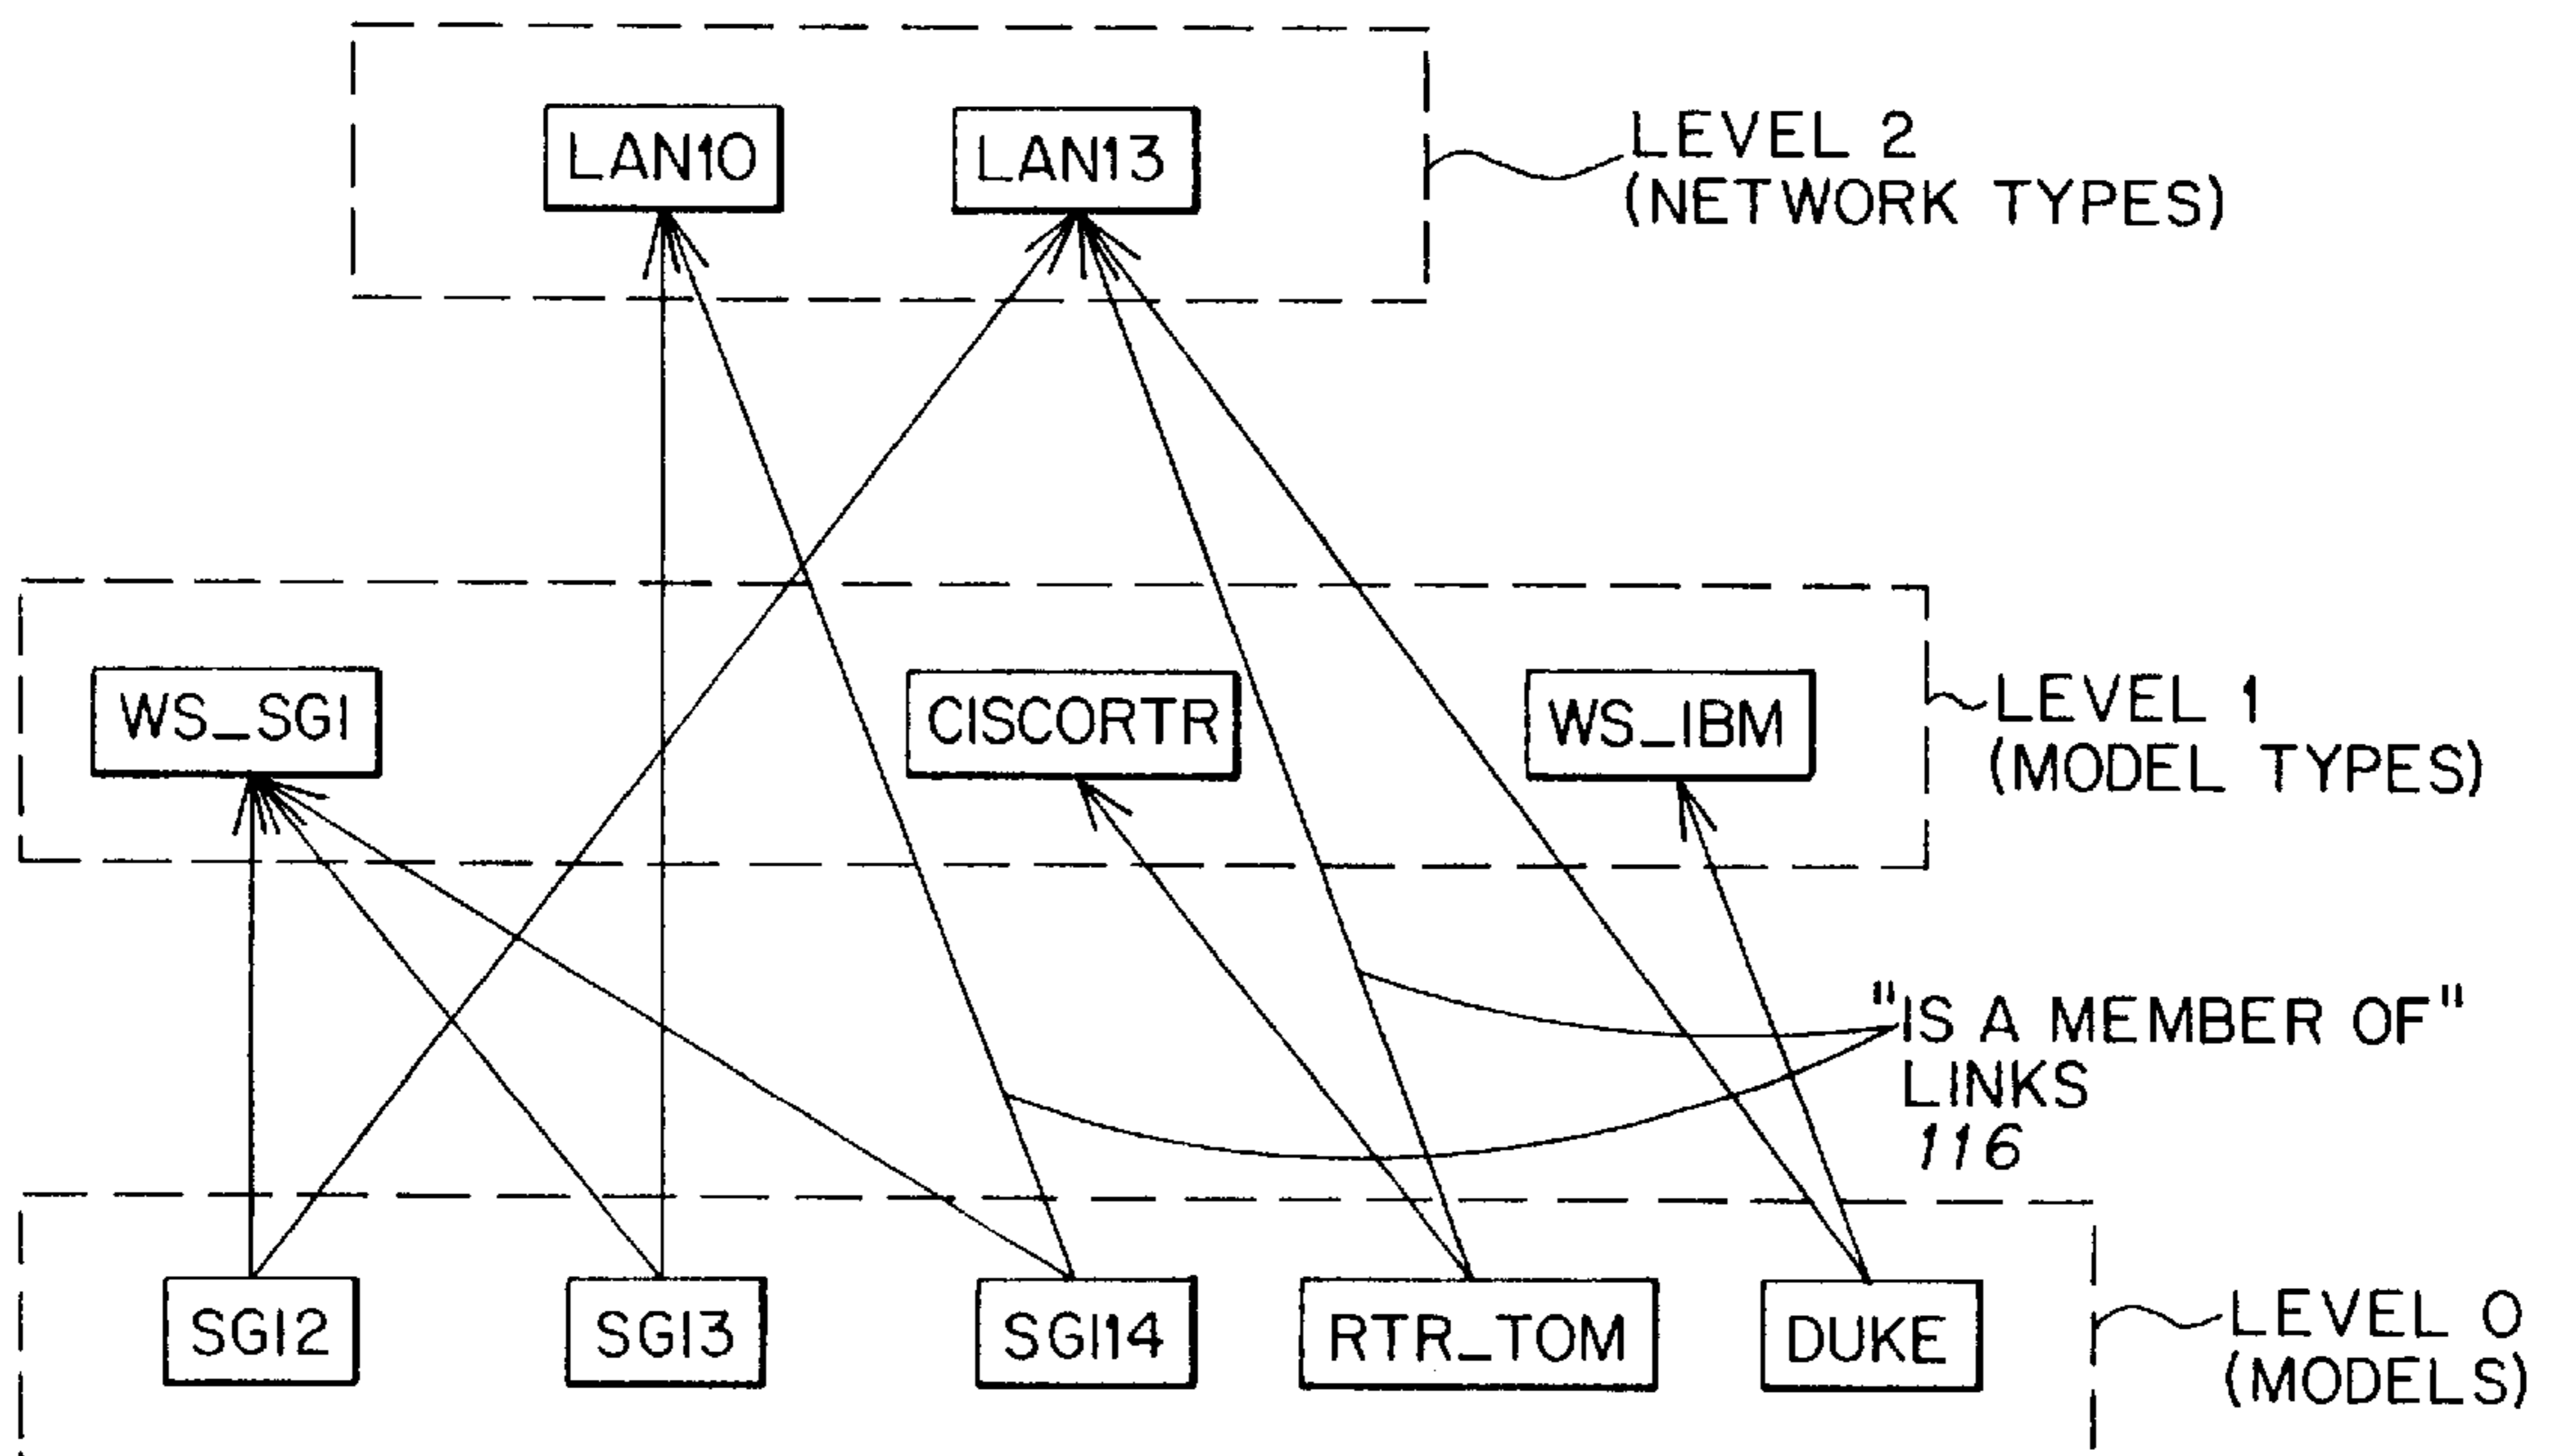 LAN10
LAN13
LEVEL 2
(NETWORK TYPES)
WS_SGI
CISCORTR
WS_IBM
LEVEL 1
(MODEL TYPES)
"IS A MEMBER OF"
LINKS
116
SGI2
SGI3
SGI14
RTR_TOM
DUKE
LEVEL 0
(MODELS)